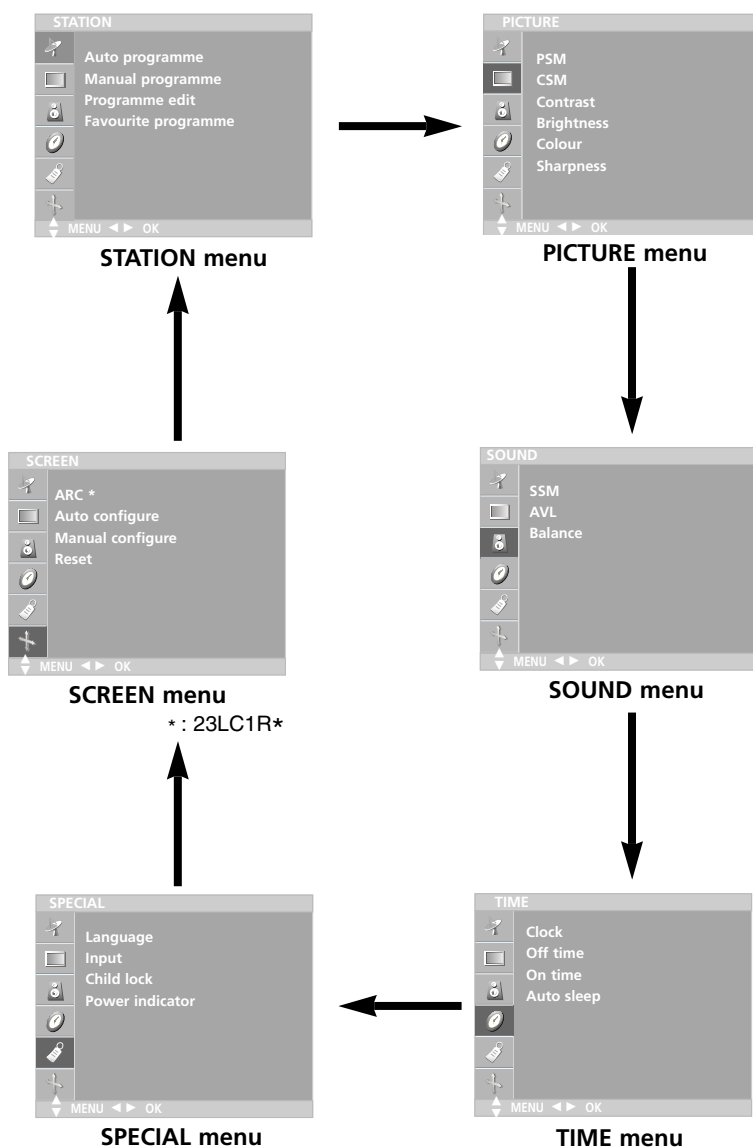 STATION
Auto programme
Manual programme
Programme edit
Favourite programme
MENU ◄ ► OK
STATION menu
PICTURE
PSM
CSM
Contrast
Brightness
Colour
Sharpness
MENU ◄ ► OK
PICTURE menu
SCREEN
ARC *
Auto configure
Manual configure
Reset
MENU ◄ ► OK
SCREEN menu
* : 23LC1R*
SOUND
SSM
AVL
Balance
MENU ◄ ► OK
SOUND menu
SPECIAL
Language
Input
Child lock
Power indicator
MENU ◄ ► OK
SPECIAL menu
TIME
Clock
Off time
On time
Auto sleep
MENU ◄ ► OK
TIME menu